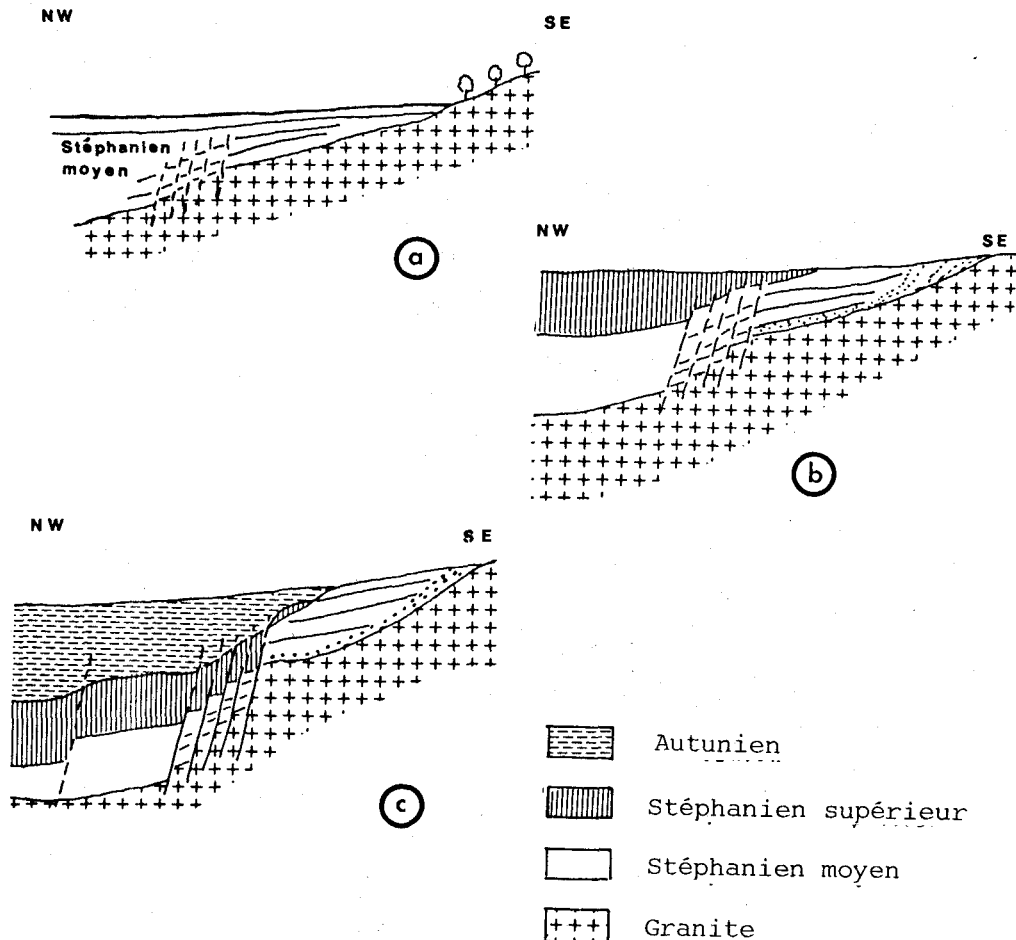 NW
SE
Stéphanien
moyen
a
NW
SE
b
NW
SE
c
Autunien
Stéphanien supérieur
Stéphanien moyen
Granite